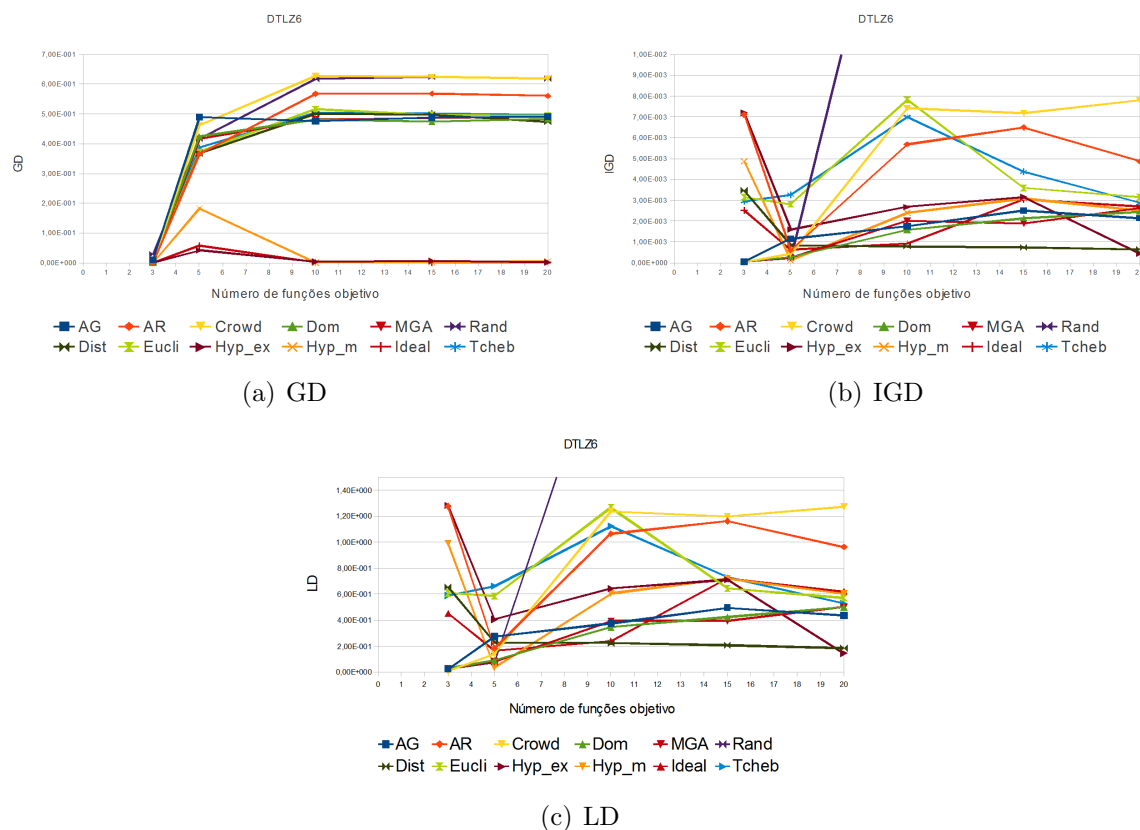 DTLZ6
7,00E-001
6,00E-001
5,00E-001
4,00E-001
3,00E-001
2,00E-001
1,00E-001
0,00E+000
GD
0 1 2 3 4 5 6 7 8 9 10 11 12 13 14 15 16 17 18 19 20
Número de funções objetivo
AG AR Crowd Dom MGA Rand
Dist Eucli Hyp_ex Hyp_m Ideal Tcheb
(a) GD
DTLZ6
1,00E-002
9,00E-003
8,00E-003
7,00E-003
6,00E-003
5,00E-003
4,00E-003
3,00E-003
2,00E-003
1,00E-003
0,00E+000
IGD
0 1 2 3 4 5 6 7 8 9 10 11 12 13 14 15 16 17 18 19 20
Número de funções objetivo
AG AR Crowd Dom MGA Rand
Dist Eucli Hyp_ex Hyp_m Ideal Tcheb
(b) IGD
DTLZ6
1,40E+000
1,20E+000
1,00E+000
8,00E-001
6,00E-001
4,00E-001
2,00E-001
0,00E+000
LD
0 1 2 3 4 5 6 7 8 9 10 11 12 13 14 15 16 17 18 19 20
Número de funções objetivo
AG AR Crowd Dom MGA Rand
Dist Eucli Hyp_ex Hyp_m Ideal Tcheb
(c) LD